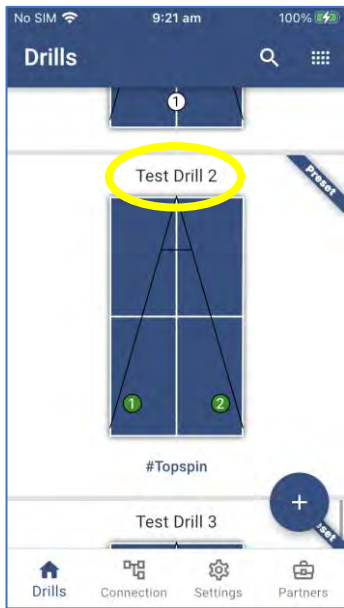 No SIM 9:21 am 100%
Drills
1
Test Drill 2
Preset
1 2
#Topspin
+
Test Drill 3
Drills Connection Settings Partners